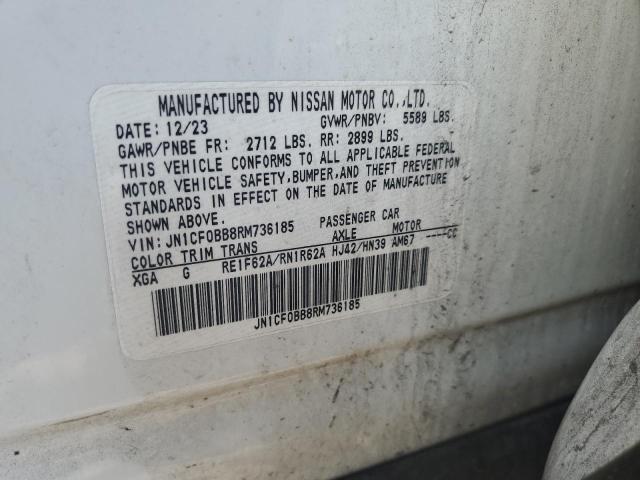 MANUFACTURED BY NISSAN MOTOR CO.,LTD.
DATE: 12/23 GVWR/PNBV: 5589 LBS.
GAWR/PNBE FR: 2712 LBS. RR: 2899 LBS.
THIS VEHICLE CONFORMS TO ALL APPLICABLE FEDERAL
MOTOR VEHICLE SAFETY,BUMPER,AND THEFT PREVENTION
STANDARDS IN EFFECT ON THE DATE OF MANUFACTURE
SHOWN ABOVE.
VIN: JN1CF0BB8RM736185 PASSENGER CAR
COLOR TRIM TRANS AXLE MOTOR
XGA G RE1F62A/RN1R62A HJ42/HN39 AM67 ----CC
JN1CF0BB8RM736185